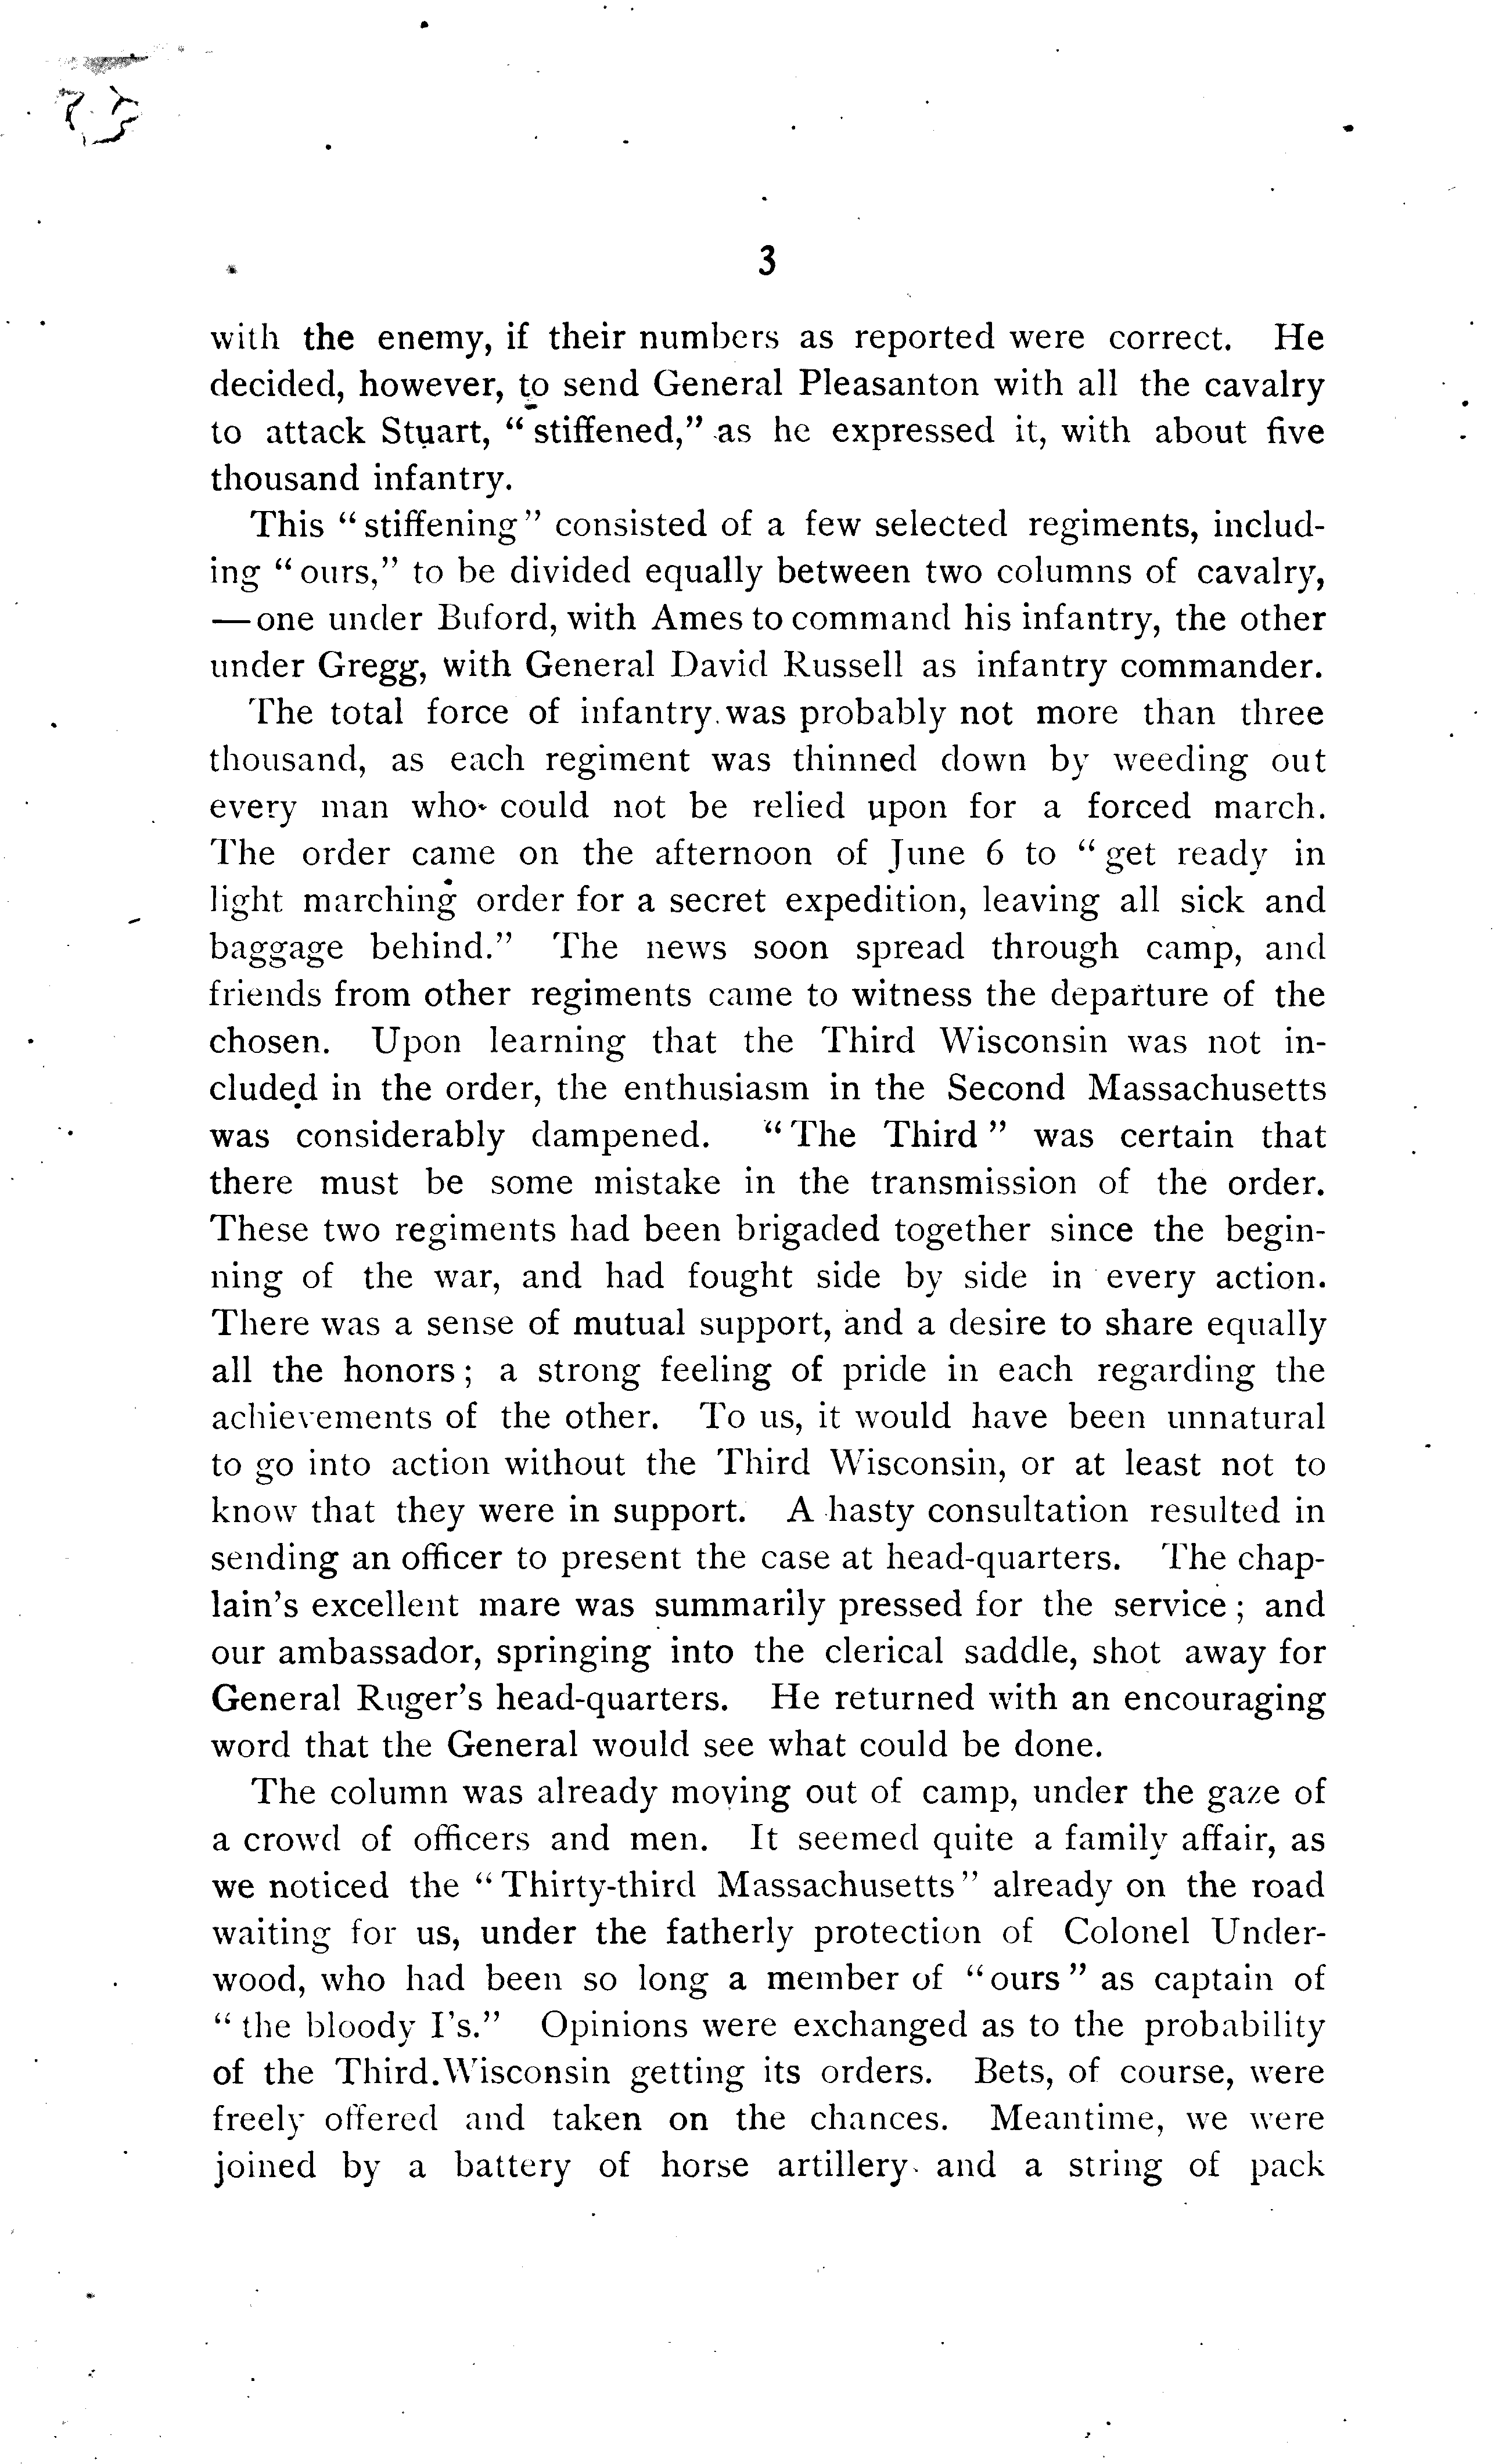 3
with the enemy, if their numbers as reported were correct. He
decided, however, to send General Pleasanton with all the cavalry
to attack Stuart, “stiffened,” as he expressed it, with about five
thousand infantry.
This “stiffening” consisted of a few selected regiments, includ-
ing “ours,” to be divided equally between two columns of cavalry,
—one under Buford, with Ames to command his infantry, the other
under Gregg, with General David Russell as infantry commander.
The total force of infantry was probably not more than three
thousand, as each regiment was thinned down by weeding out
every man who could not be relied upon for a forced march.
The order came on the afternoon of June 6 to “get ready in
light marching order for a secret expedition, leaving all sick and
baggage behind.” The news soon spread through camp, and
friends from other regiments came to witness the departure of the
chosen. Upon learning that the Third Wisconsin was not in-
cluded in the order, the enthusiasm in the Second Massachusetts
was considerably dampened. “The Third” was certain that
there must be some mistake in the transmission of the order.
These two regiments had been brigaded together since the begin-
ning of the war, and had fought side by side in every action.
There was a sense of mutual support, and a desire to share equally
all the honors; a strong feeling of pride in each regarding the
achievements of the other. To us, it would have been unnatural
to go into action without the Third Wisconsin, or at least not to
know that they were in support. A hasty consultation resulted in
sending an officer to present the case at head-quarters. The chap-
lain's excellent mare was summarily pressed for the service; and
our ambassador, springing into the clerical saddle, shot away for
General Ruger's head-quarters. He returned with an encouraging
word that the General would see what could be done.
The column was already moving out of camp, under the gaze of
a crowd of officers and men. It seemed quite a family affair, as
we noticed the “Thirty-third Massachusetts” already on the road
waiting for us, under the fatherly protection of Colonel Under-
wood, who had been so long a member of “ours” as captain of
“the bloody I's.” Opinions were exchanged as to the probability
of the Third Wisconsin getting its orders. Bets, of course, were
freely offered and taken on the chances. Meantime, we were
joined by a battery of horse artillery and a string of pack